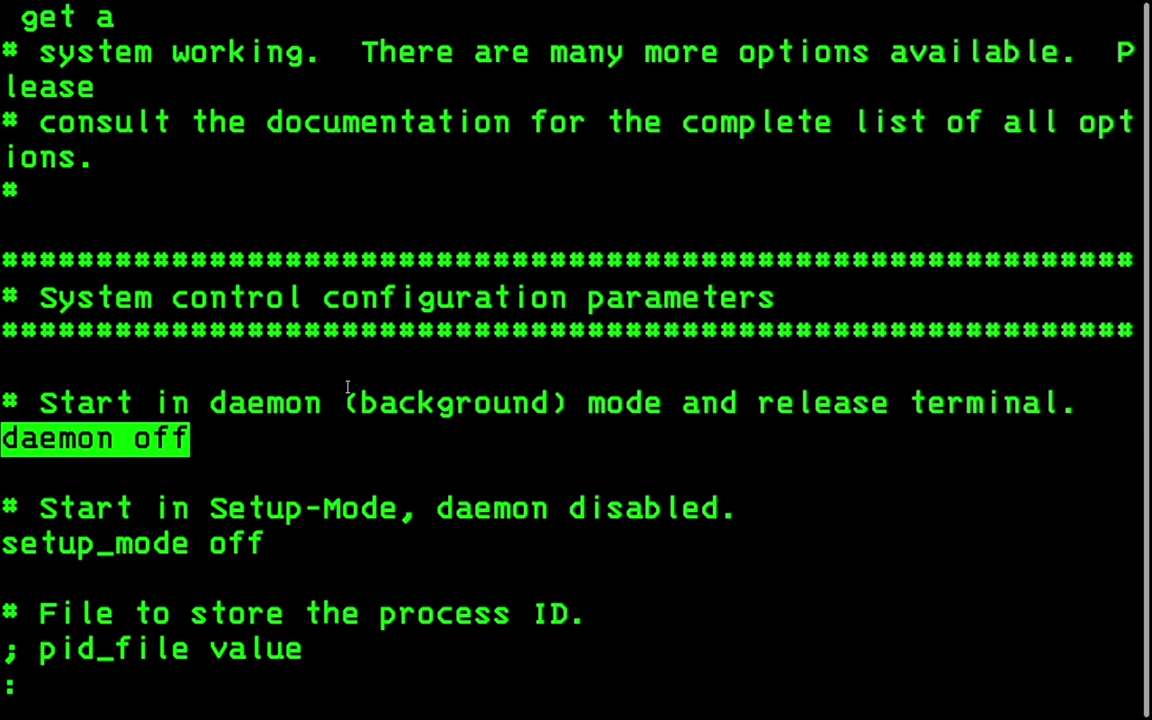 get a
# system working.  There are many more options available.  P
lease
# consult the documentation for the complete list of all opt
ions.
#
############################################################
# System control configuration parameters
############################################################
# Start in daemon (background) mode and release terminal.
daemon off
# Start in Setup-Mode, daemon disabled.
setup_mode off
# File to store the process ID.
; pid_file value
: